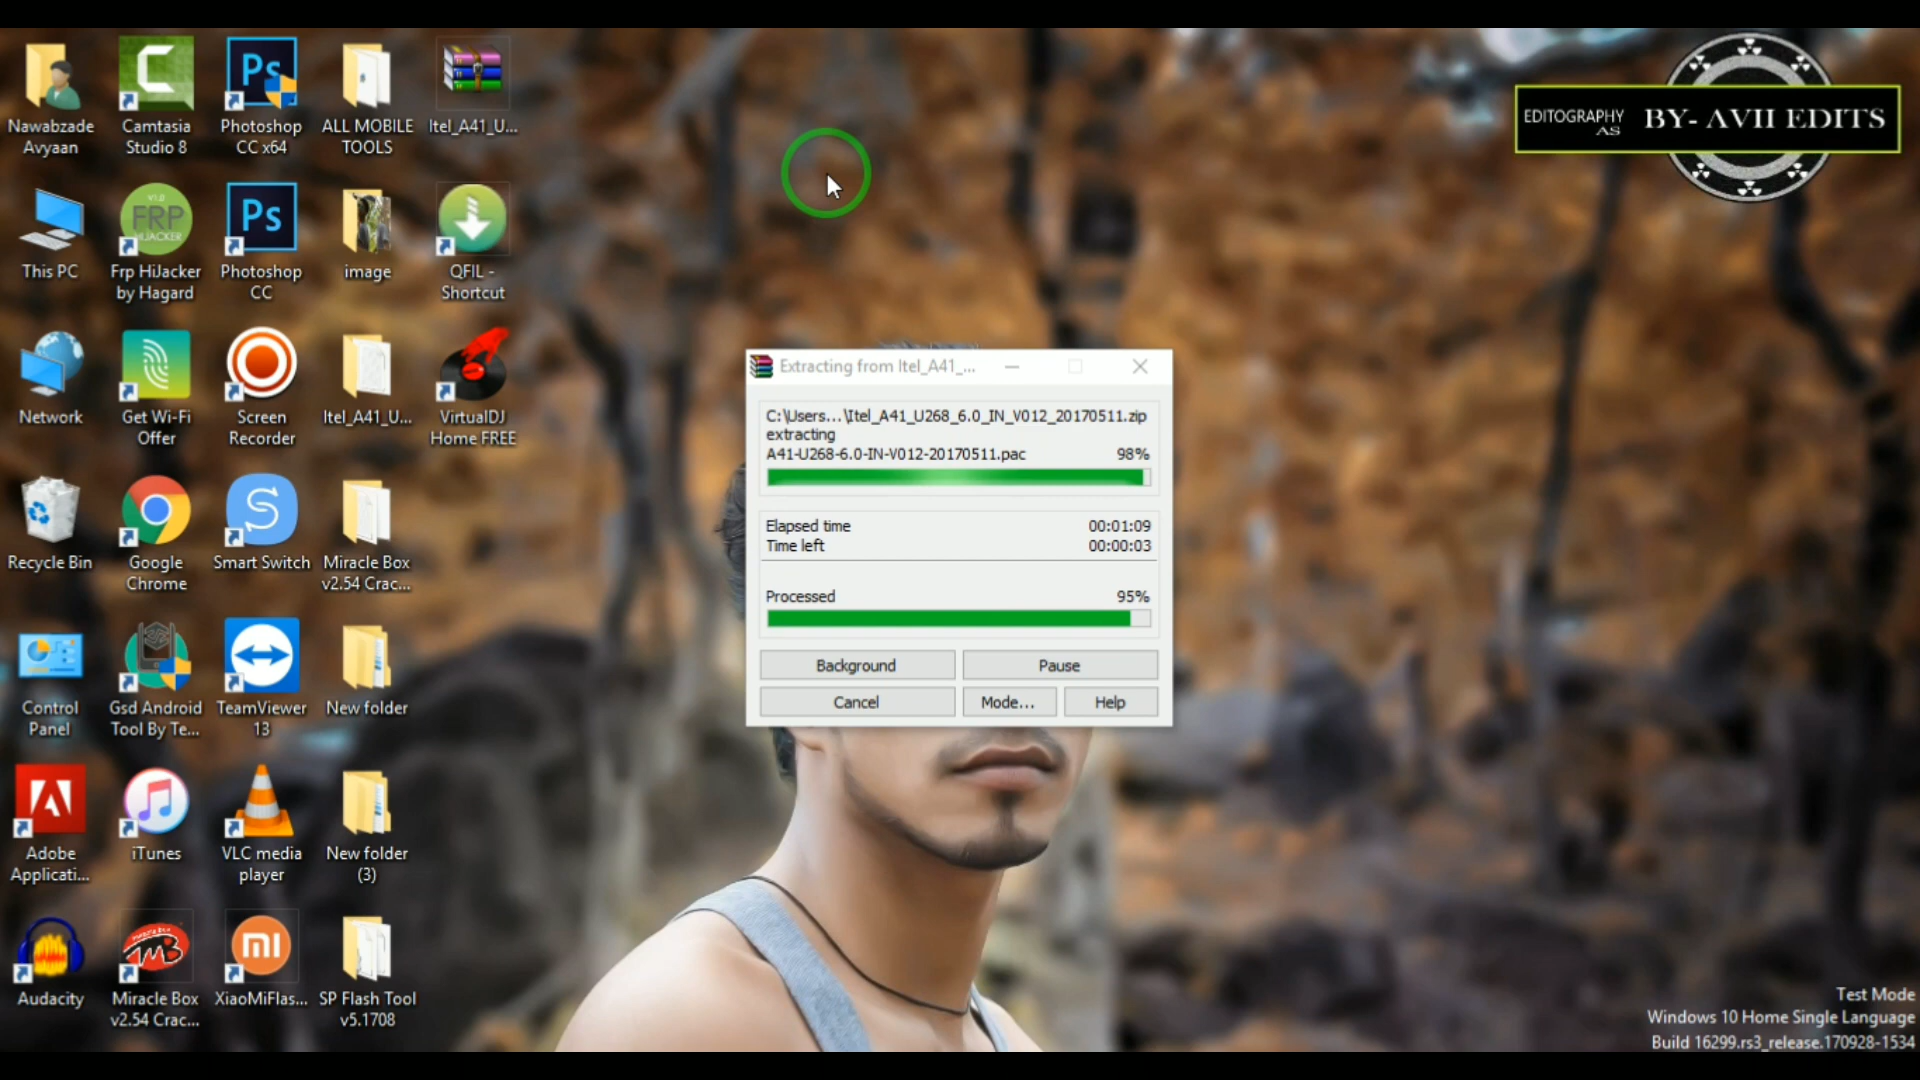 Nawabzade
Avyaan
Camtasia
Studio 8
Photoshop
CC x64
ALL MOBILE
TOOLS
Itel_A41_U...
This PC
Frp HiJacker
by Hagard
Photoshop
CC
image
QFIL -
Shortcut
Network
Get Wi-Fi
Offer
Screen
Recorder
Itel_A41_U...
VirtualDJ
Home FREE
Recycle Bin
Google
Chrome
Smart Switch
Miracle Box
v2.54 Crac...
Control
Panel
Gsd Android
Tool By Te...
TeamViewer
13
New folder
Adobe
Applicati...
iTunes
VLC media
player
New folder
(3)
Audacity
Miracle Box
v2.54 Crac...
XiaoMiFlas...
SP Flash Tool
v5.1708
Ps
Ps
V1.0
FRP
HIJACKER
EDITOGRAPHY
AS
BY- AVII EDITS
Extracting from Itel_A41_...
C:\Users...\Itel_A41_U268_6.0_IN_V012_20170511.zip
extracting
A41-U268-6.0-IN-V012-20170511.pac 98%
Elapsed time 00:01:09
Time left 00:00:03
Processed 95%
Background Pause
Cancel Mode... Help
Test Mode
Windows 10 Home Single Language
Build 16299.rs3_release.170928-1534